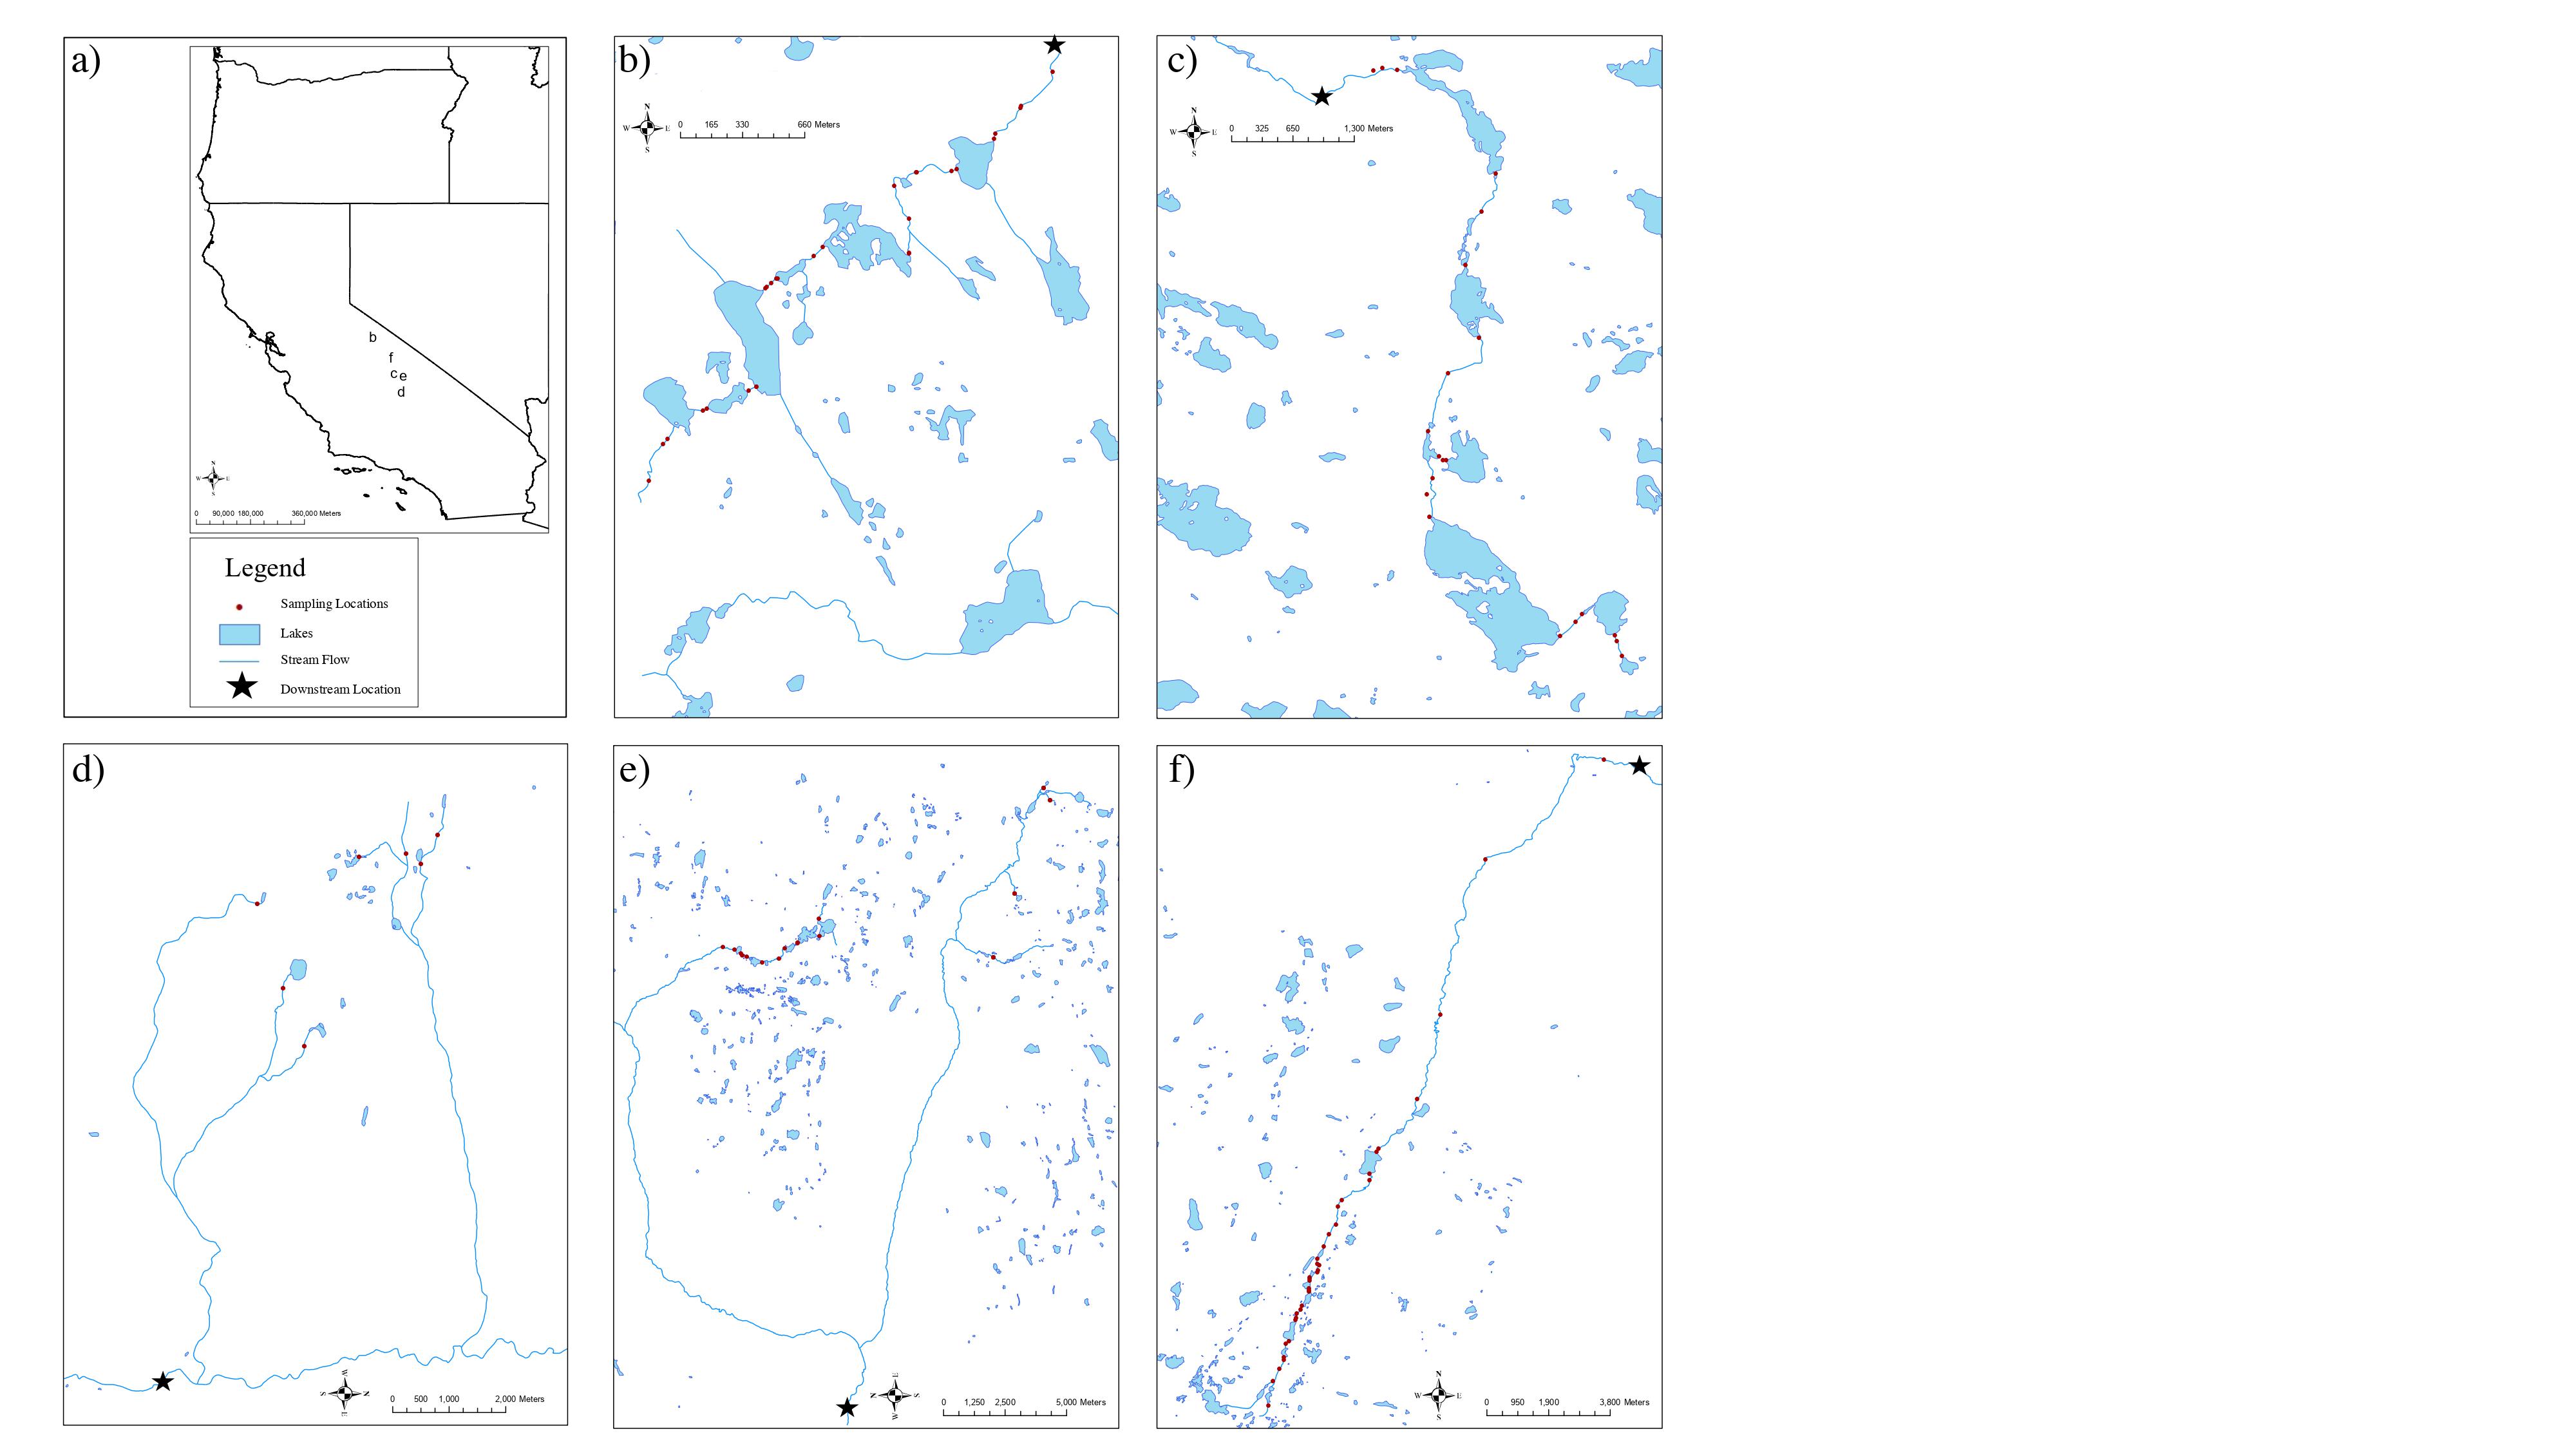 a)
b
f
c e
d
N
W E
S
0 90,000 180,000 360,000 Meters
Legend
Sampling Locations
Lakes
Stream Flow
Downstream Location
b)
N
W E
S
0 165 330 660 Meters
c)
N
W E
S
0 325 650 1,300 Meters
d)
W
S N
E
0 500 1,000 2,000 Meters
e)
E
N S
W
0 1,250 2,500 5,000 Meters
f)
N
W E
S
0 950 1,900 3,800 Meters